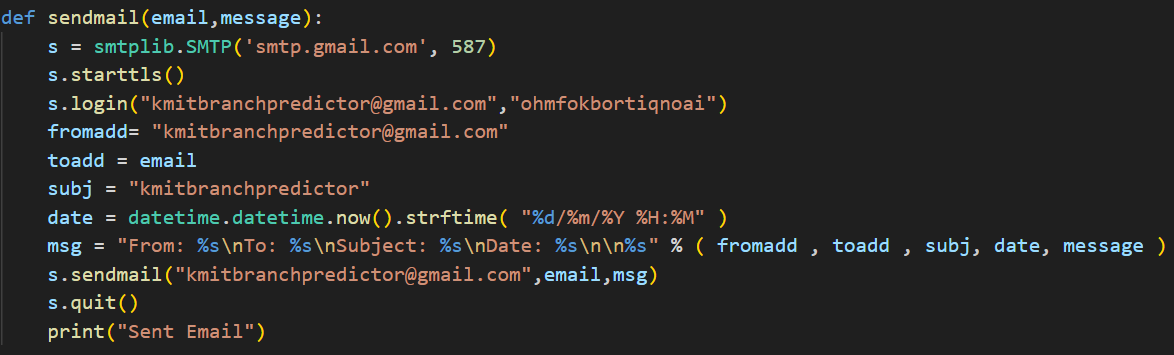 def sendmail(email,message):
    s = smtplib.SMTP('smtp.gmail.com', 587)
    s.starttls()
    s.login("kmitbranchpredictor@gmail.com","ohmfokbortiqnoai")
    fromadd= "kmitbranchpredictor@gmail.com"
    toadd = email
    subj = "kmitbranchpredictor"
    date = datetime.datetime.now().strftime( "%d/%m/%Y %H:%M" )
    msg = "From: %s\nTo: %s\nSubject: %s\nDate: %s\n\n%s" % ( fromadd , toadd , subj, date, message )
    s.sendmail("kmitbranchpredictor@gmail.com",email,msg)
    s.quit()
    print("Sent Email")